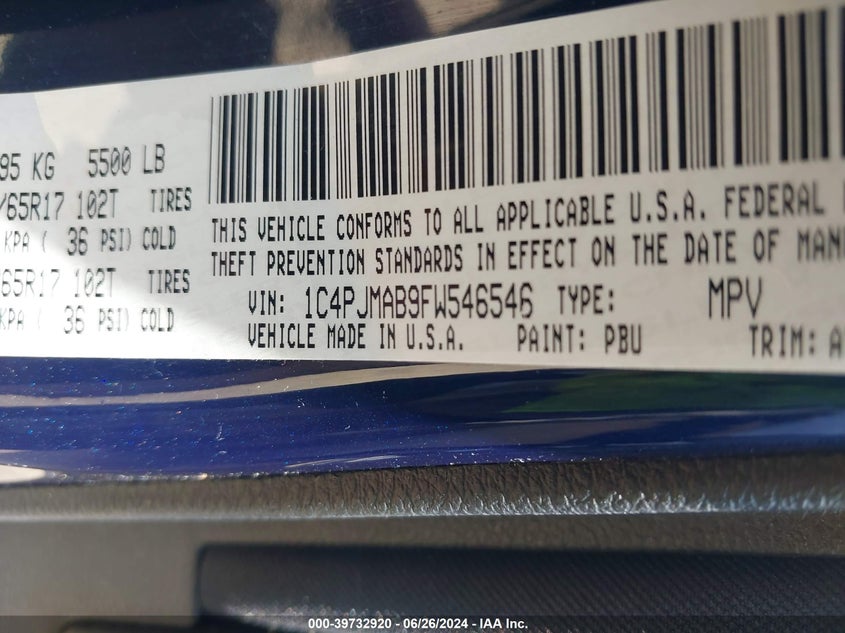 95 KG 5500 LB
/65R17 102T TIRES
KPA ( 36 PSI) COLD
65R17 102T TIRES
KPA ( 36 PSI) COLD
THIS VEHICLE CONFORMS TO ALL APPLICABLE U.S.A. FEDERAL
THEFT PREVENTION STANDARDS IN EFFECT ON THE DATE OF MAN
VIN: 1C4PJMAB9FW546546 TYPE: MPV
VEHICLE MADE IN U.S.A. PAINT: PBU TRIM: A
000-39732920 - 06/26/2024 - IAA Inc.